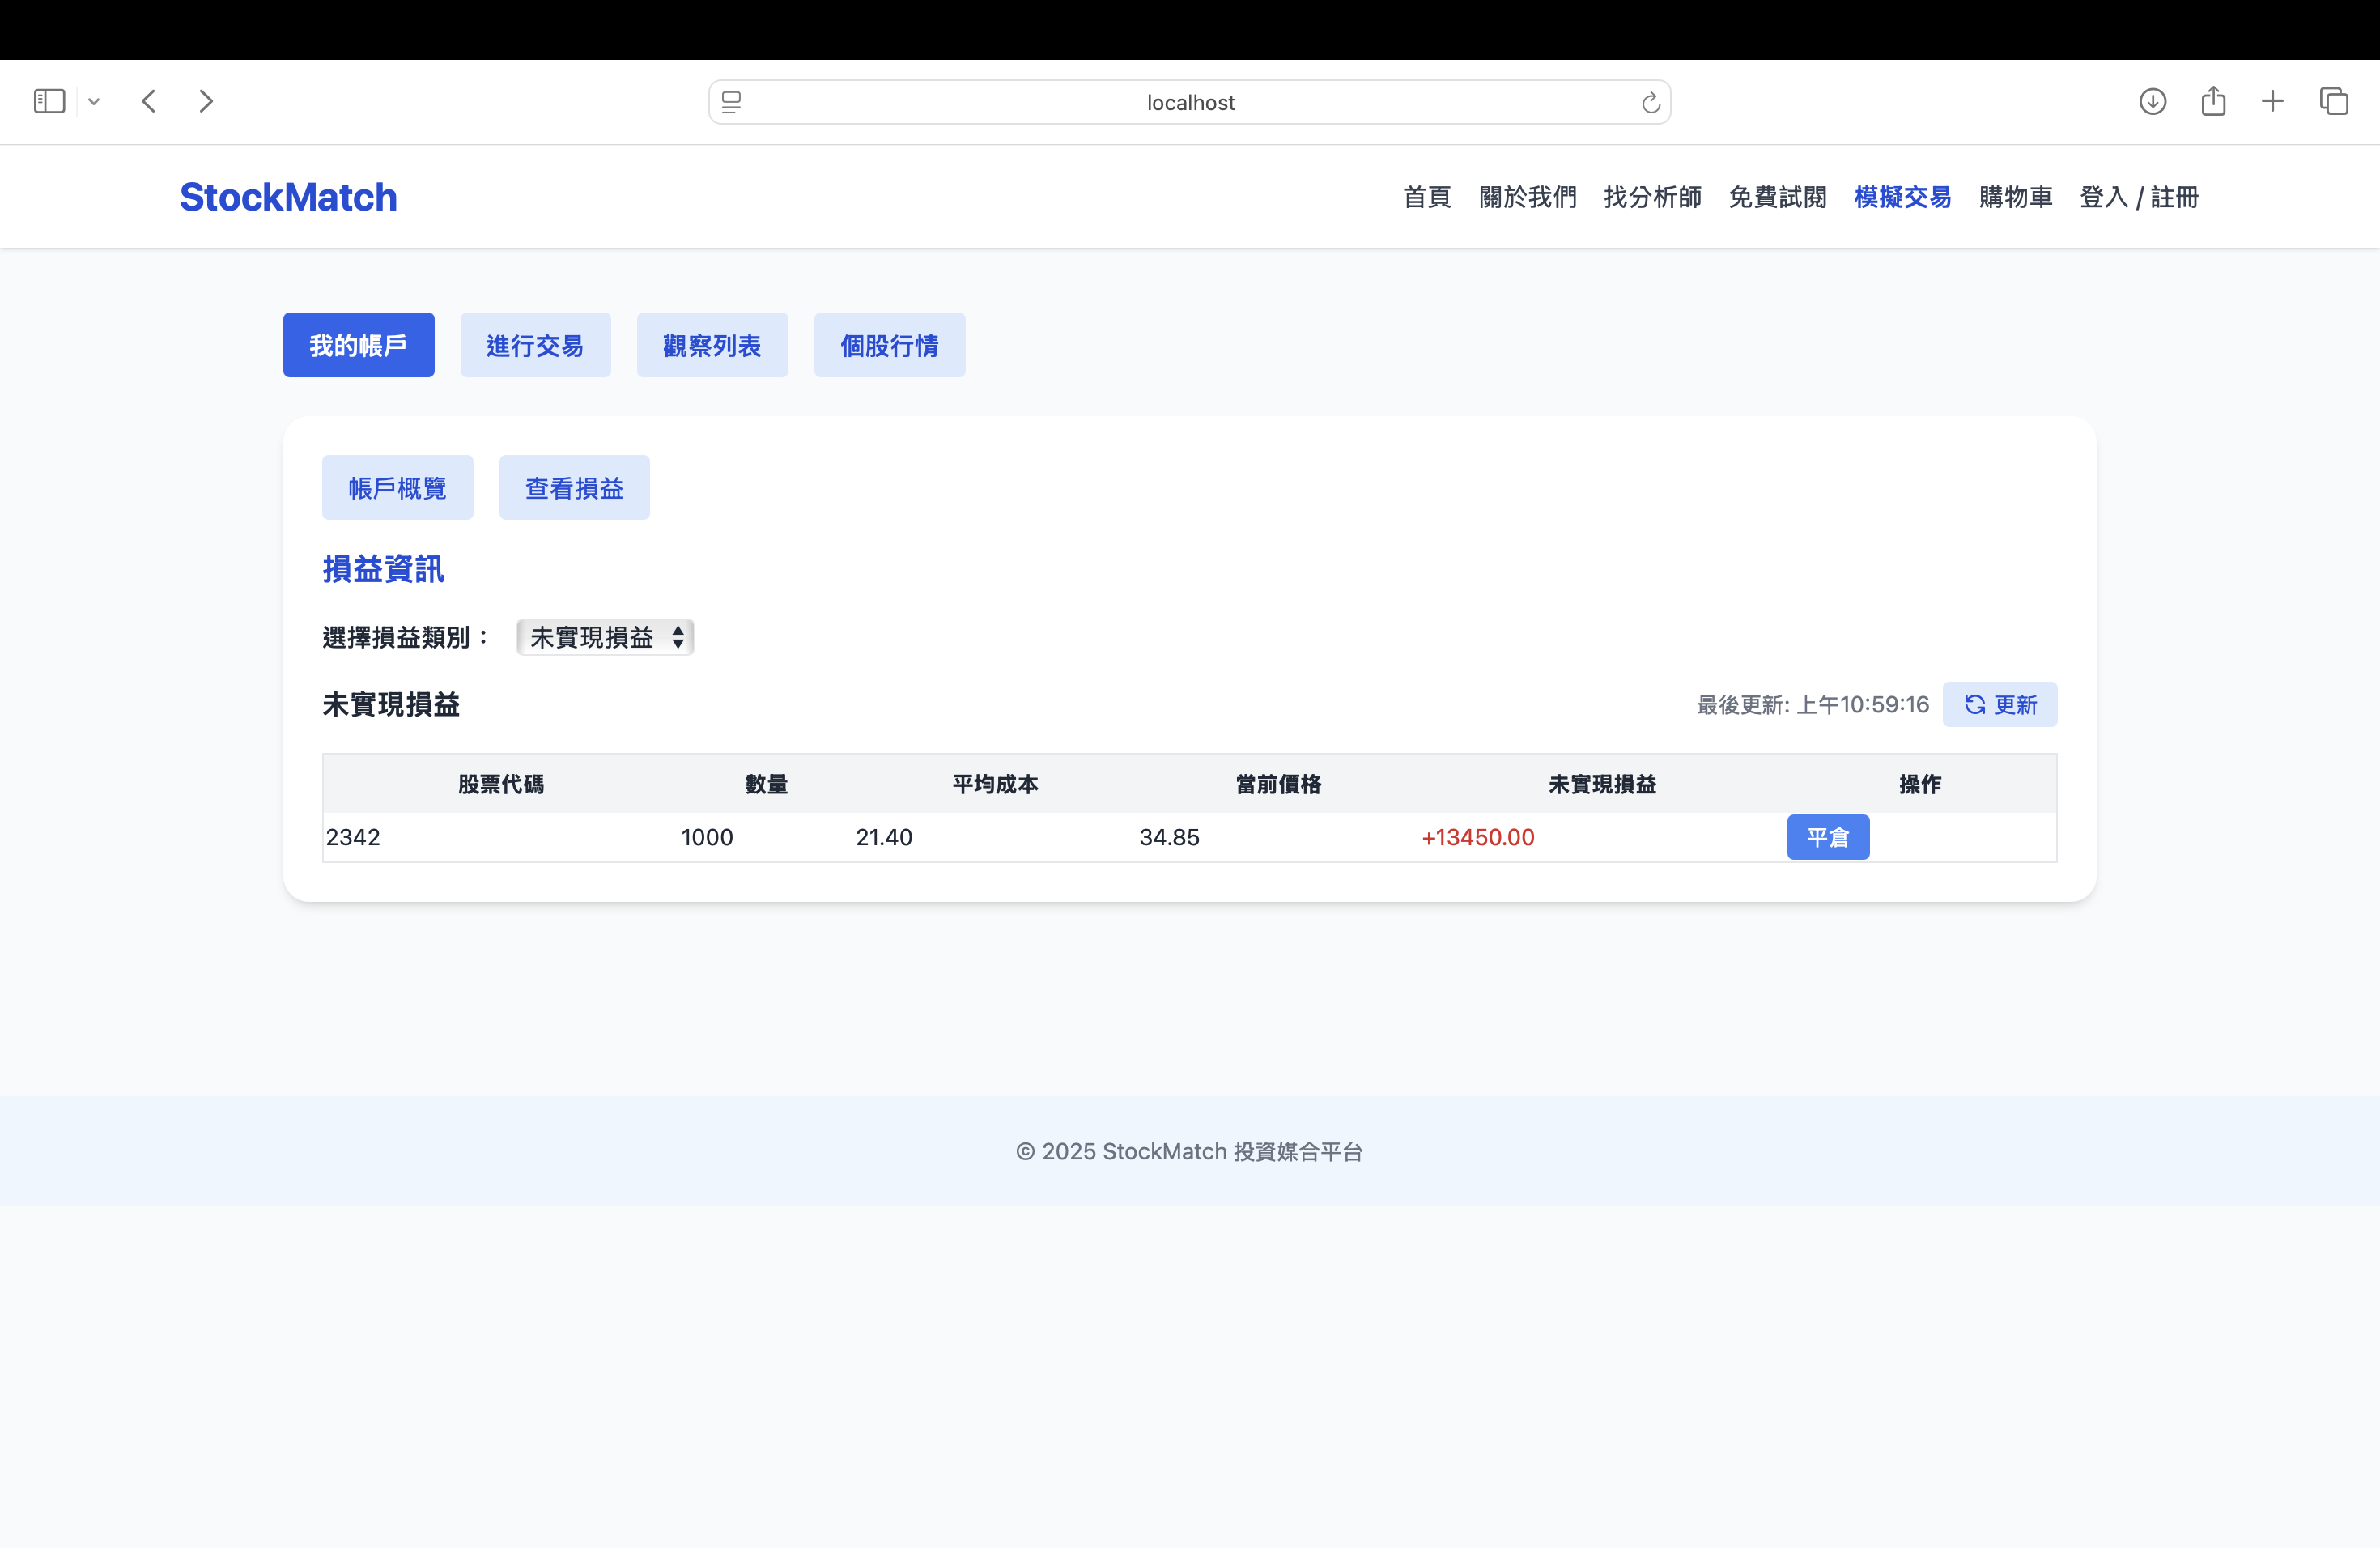 localhost
StockMatch
首頁 關於我們 找分析師 免費試閱 模擬交易 購物車 登入 / 註冊
我的帳戶 進行交易 觀察列表 個股行情
帳戶概覽 查看損益
損益資訊
選擇損益類別： 未實現損益
未實現損益 最後更新: 上午10:59:16 更新
股票代碼 數量 平均成本 當前價格 未實現損益 操作
2342 1000 21.40 34.85 +13450.00 平倉
© 2025 StockMatch 投資媒合平台